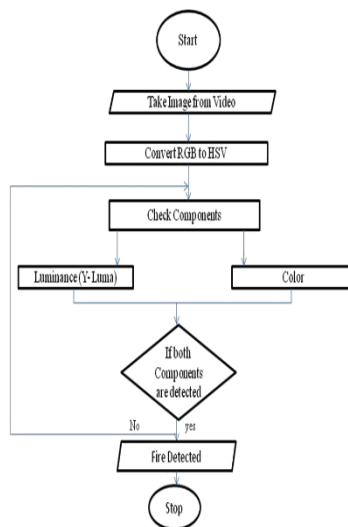 Start
Take Image from Video
Convert RGB to HSV
Check Components
Luminance (Y- Luma)
Color
If both
Components
are detected
No
yes
Fire Detected
Stop